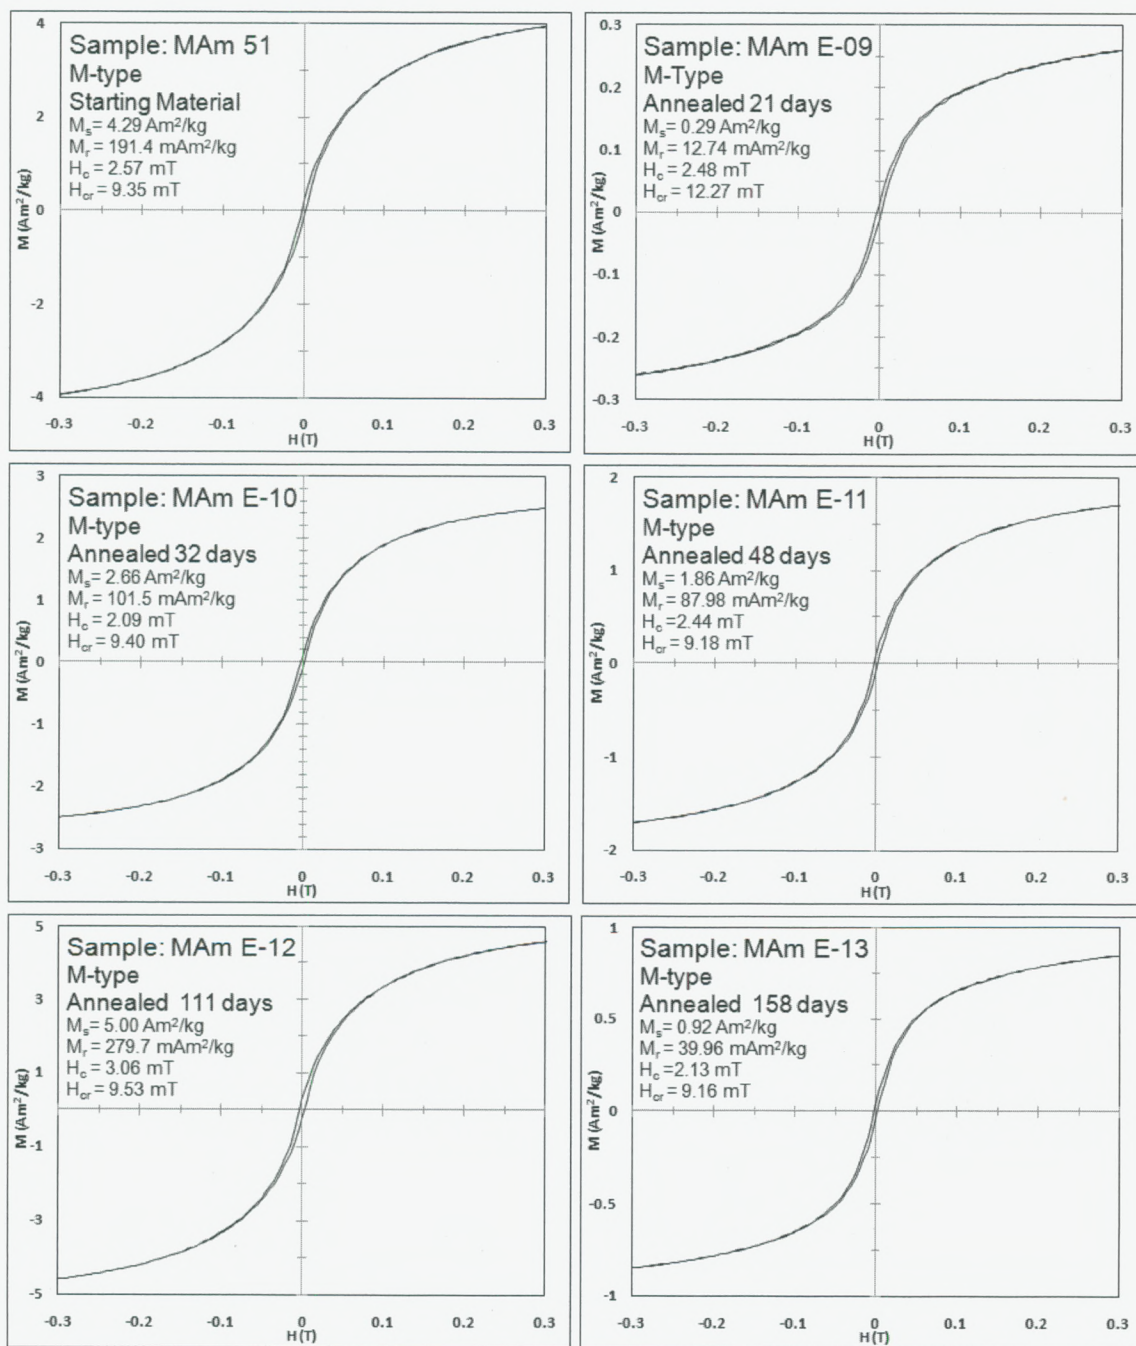 Sample: MAm 51
M-type
Starting Material
Mₛ= 4.29 Am²/kg
Mᵣ = 191.4 mAm²/kg
H꜀ = 2.57 mT
H꜀ᵣ = 9.35 mT
M (Am²/kg)
4
2
0
-2
-4
-0.3 -0.2 -0.1 0 0.1 0.2 0.3
H(T)
Sample: MAm E-09
M-Type
Annealed 21 days
Mₛ= 0.29 Am²/kg
Mᵣ = 12.74 mAm²/kg
H꜀ = 2.48 mT
H꜀ᵣ = 12.27 mT
M (Am²/kg)
0.3
0.2
0.1
0
-0.1
-0.2
-0.3
-0.3 -0.2 -0.1 0 0.1 0.2 0.3
H(T)
Sample: MAm E-10
M-type
Annealed 32 days
Mₛ= 2.66 Am²/kg
Mᵣ = 101.5 mAm²/kg
H꜀ = 2.09 mT
H꜀ᵣ = 9.40 mT
M (Am²/kg)
3
2
1
0
-1
-2
-3
-0.3 -0.2 -0.1 0 0.1 0.2 0.3
H(T)
Sample: MAm E-11
M-type
Annealed 48 days
Mₛ= 1.86 Am²/kg
Mᵣ = 87.98 mAm²/kg
H꜀ =2.44 mT
H꜀ᵣ = 9.18 mT
M (Am²/kg)
2
1
0
-1
-2
-0.3 -0.2 -0.1 0 0.1 0.2 0.3
H(T)
Sample: MAm E-12
M-type
Annealed 111 days
Mₛ= 5.00 Am²/kg
Mᵣ = 279.7 mAm²/kg
H꜀ = 3.06 mT
H꜀ᵣ = 9.53 mT
M (Am²/kg)
5
3
1
-1
-3
-5
-0.3 -0.2 -0.1 0 0.1 0.2 0.3
H(T)
Sample: MAm E-13
M-type
Annealed 158 days
Mₛ= 0.92 Am²/kg
Mᵣ = 39.96 mAm²/kg
H꜀ =2.13 mT
H꜀ᵣ = 9.16 mT
M (Am²/kg)
1
0.5
0
-0.5
-1
-0.3 -0.2 -0.1 0 0.1 0.2 0.3
H(T)